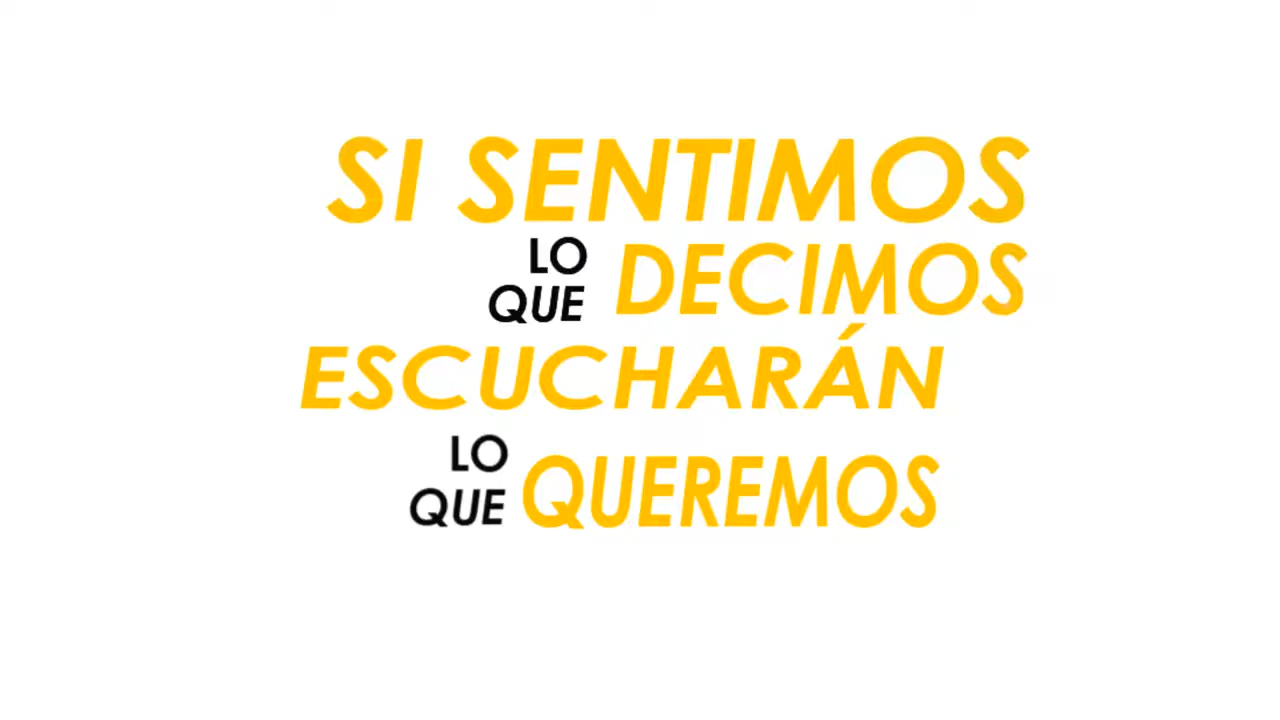 SI SENTIMOS
LO
QUE DECIMOS
ESCUCHARÁN
LO
QUE QUEREMOS